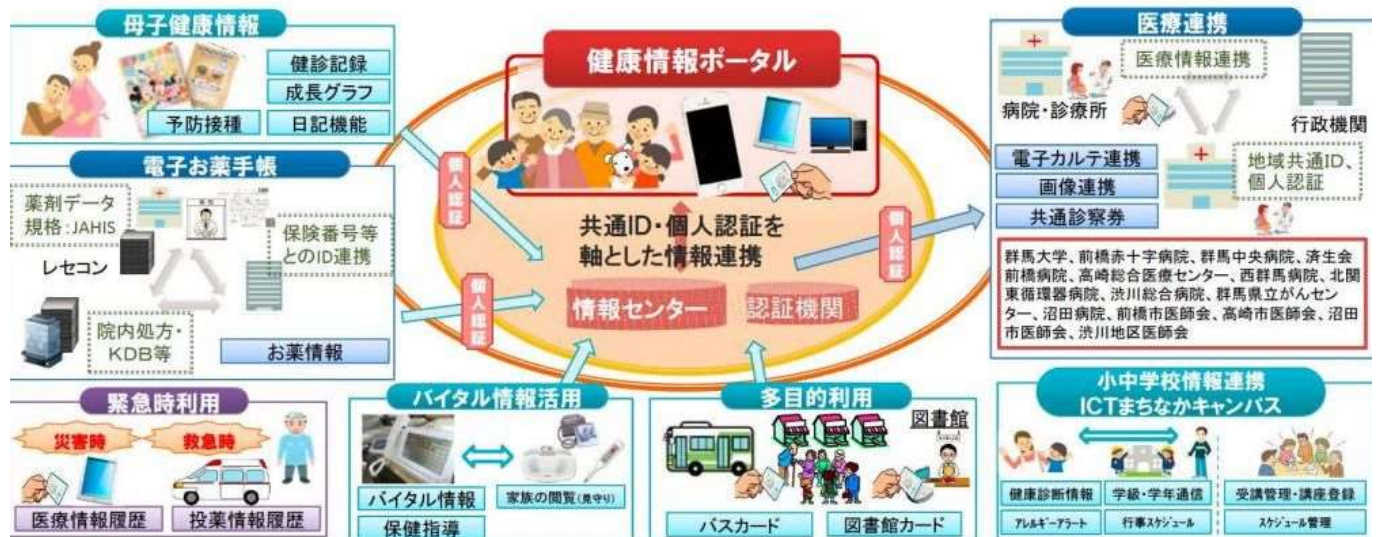 母子健康情報
健診記録
成長グラフ
予防接種
日記機能
電子お薬手帳
薬剤データ
規格:JAHIS
レセコン
保険番号等
とのID連携
院内処方・
KDB等
お薬情報
健康情報ポータル
個人認証
個人認証
個人認証
共通ID・個人認証を
軸とした情報連携
情報センター
認証機関
医療連携
医療情報連携
病院・診療所
行政機関
電子カルテ連携
画像連携
共通診察券
地域共通ID、
個人認証
群馬大学、前橋赤十字病院、群馬中央病院、済生会
前橋病院、高崎総合医療センター、西群馬病院、北関
東循環器病院、渋川総合病院、群馬県立がんセン
ター、沼田病院、前橋市医師会、高崎市医師会、沼田
市医師会、渋川地区医師会
緊急時利用
災害時
救急時
医療情報履歴
投薬情報履歴
バイタル情報活用
バイタル情報
家族の閲覧(見守り)
保健指導
多目的利用
図書館
バスカード
図書館カード
小中学校情報連携
ICTまちなかキャンパス
健康診断情報
学級・学年通信
受講管理・講座登録
アレルギーアラート
行事スケジュール
スケジュール管理